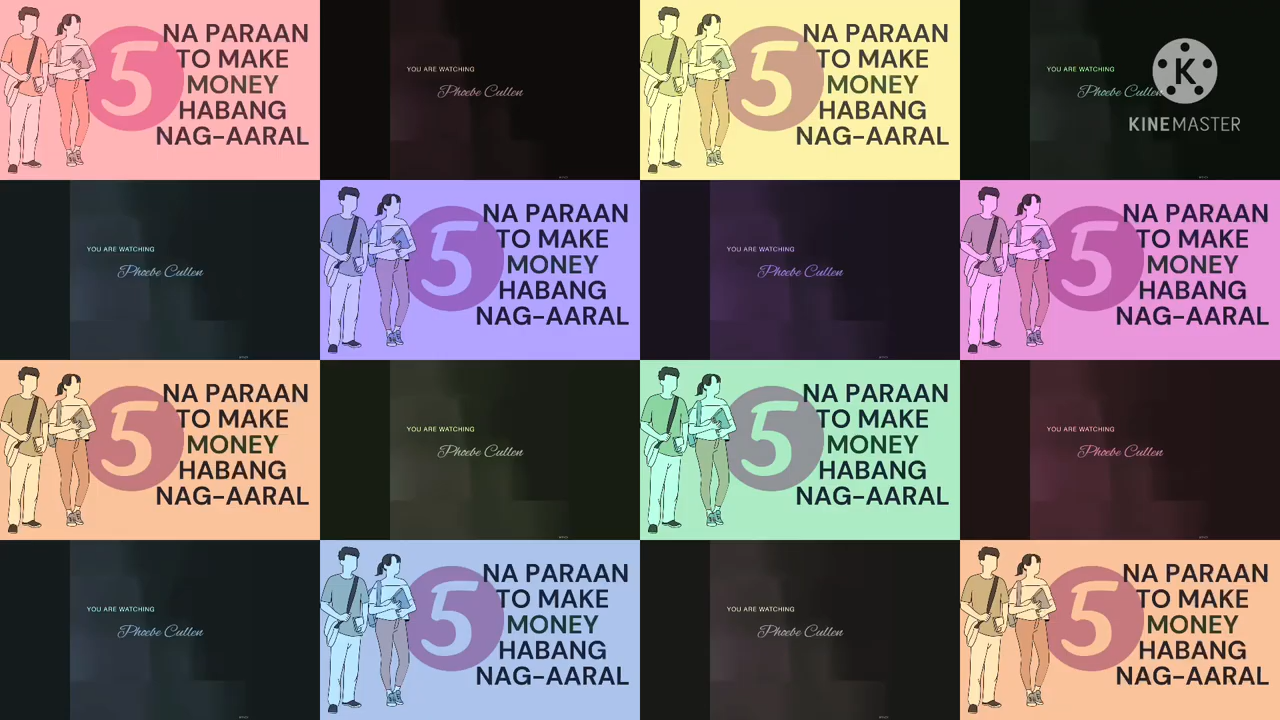 5
NA PARAAN
TO MAKE
MONEY
HABANG
NAG-AARAL
YOU ARE WATCHING
Phoebe Cullen
5
NA PARAAN
TO MAKE
MONEY
HABANG
NAG-AARAL
YOU ARE WATCHING
Phoebe Cullen
K
KINEMASTER
YOU ARE WATCHING
Phoebe Cullen
5
NA PARAAN
TO MAKE
MONEY
HABANG
NAG-AARAL
YOU ARE WATCHING
Phoebe Cullen
5
NA PARAAN
TO MAKE
MONEY
HABANG
NAG-AARAL
5
NA PARAAN
TO MAKE
MONEY
HABANG
NAG-AARAL
YOU ARE WATCHING
Phoebe Cullen
5
NA PARAAN
TO MAKE
MONEY
HABANG
NAG-AARAL
YOU ARE WATCHING
Phoebe Cullen
YOU ARE WATCHING
Phoebe Cullen
5
NA PARAAN
TO MAKE
MONEY
HABANG
NAG-AARAL
YOU ARE WATCHING
Phoebe Cullen
5
NA PARAAN
TO MAKE
MONEY
HABANG
NAG-AARAL